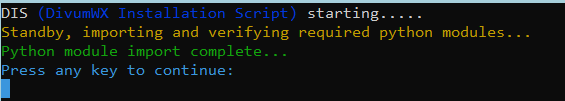 DIS (DivumWX Installation Script) starting.....
Standby, importing and verifying required python modules...
Python module import complete...
Press any key to continue: